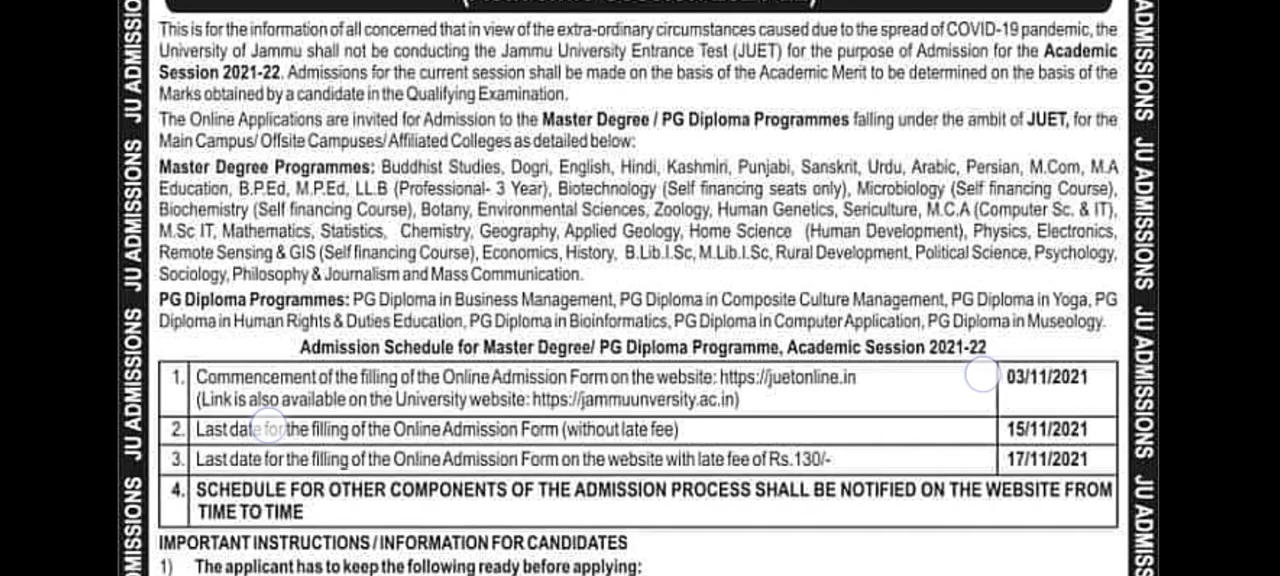 This is for the information of all concerned that in view of the extra-ordinary circumstances caused due to the spread of COVID-19 pandemic, the
University of Jammu shall not be conducting the Jammu University Entrance Test (JUET) for the purpose of Admission for the Academic
Session 2021-22. Admissions for the current session shall be made on the basis of the Academic Merit to be determined on the basis of the
Marks obtained by a candidate in the Qualifying Examination.
The Online Applications are invited for Admission to the Master Degree / PG Diploma Programmes falling under the ambit of JUET, for the
Main Campus/ Offsite Campuses/ Affiliated Colleges as detailed below:
Master Degree Programmes: Buddhist Studies, Dogri, English, Hindi, Kashmiri, Punjabi, Sanskrit, Urdu, Arabic, Persian, M.Com, M.A
Education, B.P.Ed, M.P.Ed, LL.B (Professional- 3 Year), Biotechnology (Self financing seats only), Microbiology (Self financing Course),
Biochemistry (Self financing Course), Botany, Environmental Sciences, Zoology, Human Genetics, Sericulture, M.C.A (Computer Sc. & IT),
M.Sc IT, Mathematics, Statistics, Chemistry, Geography, Applied Geology, Home Science (Human Development), Physics, Electronics,
Remote Sensing & GIS (Self financing Course), Economics, History, B.Lib.I.Sc, M.Lib.I.Sc, Rural Development, Political Science, Psychology,
Sociology, Philosophy & Journalism and Mass Communication.
PG Diploma Programmes: PG Diploma in Business Management, PG Diploma in Composite Culture Management, PG Diploma in Yoga, PG
Diploma in Human Rights & Duties Education, PG Diploma in Bioinformatics, PG Diploma in Computer Application, PG Diploma in Museology.
Admission Schedule for Master Degree/ PG Diploma Programme, Academic Session 2021-22
1. Commencement of the filling of the Online Admission Form on the website: https://juetonline.in 03/11/2021
(Link is also available on the University website: https://jammuunversity.ac.in)
2. Last date for the filling of the Online Admission Form (without late fee) 15/11/2021
3. Last date for the filling of the Online Admission Form on the website with late fee of Rs.130/- 17/11/2021
4. SCHEDULE FOR OTHER COMPONENTS OF THE ADMISSION PROCESS SHALL BE NOTIFIED ON THE WEBSITE FROM
TIME TO TIME
IMPORTANT INSTRUCTIONS / INFORMATION FOR CANDIDATES
1) The applicant has to keep the following ready before applying:
JU ADMISSIONS JU ADMISSIONS JU ADMISSIONS
JU ADMISSIONS JU ADMISSIONS